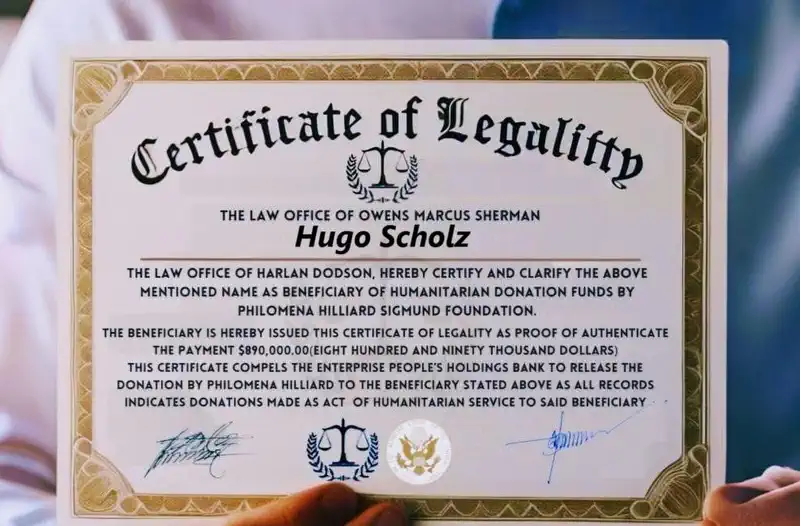 Certificate of Legalitty
THE LAW OFFICE OF OWENS MARCUS SHERMAN
Hugo Scholz
THE LAW OFFICE OF HARLAN DODSON, HEREBY CERTIFY AND CLARIFY THE ABOVE
MENTIONED NAME AS BENEFICIARY OF HUMANITARIAN DONATION FUNDS BY
PHILOMENA HILLIARD SIGMUND FOUNDATION.
THE BENEFICIARY IS HEREBY ISSUED THIS CERTIFICATE OF LEGALITY AS PROOF OF AUTHENTICATE
THE PAYMENT $890,000,00(EIGHT HUNDRED AND NINETY THOUSAND DOLLARS)
THIS CERTIFICATE COMPELS THE ENTERPRISE PEOPLE'S HOLDINGS BANK TO RELEASE THE
DONATION BY PHILOMENA HILLIARD TO THE BENEFICIARY STATED ABOVE AS ALL RECORDS
INDICATES DONATIONS MADE AS ACT OF HUMANITARIAN SERVICE TO SAID BENEFICIARY